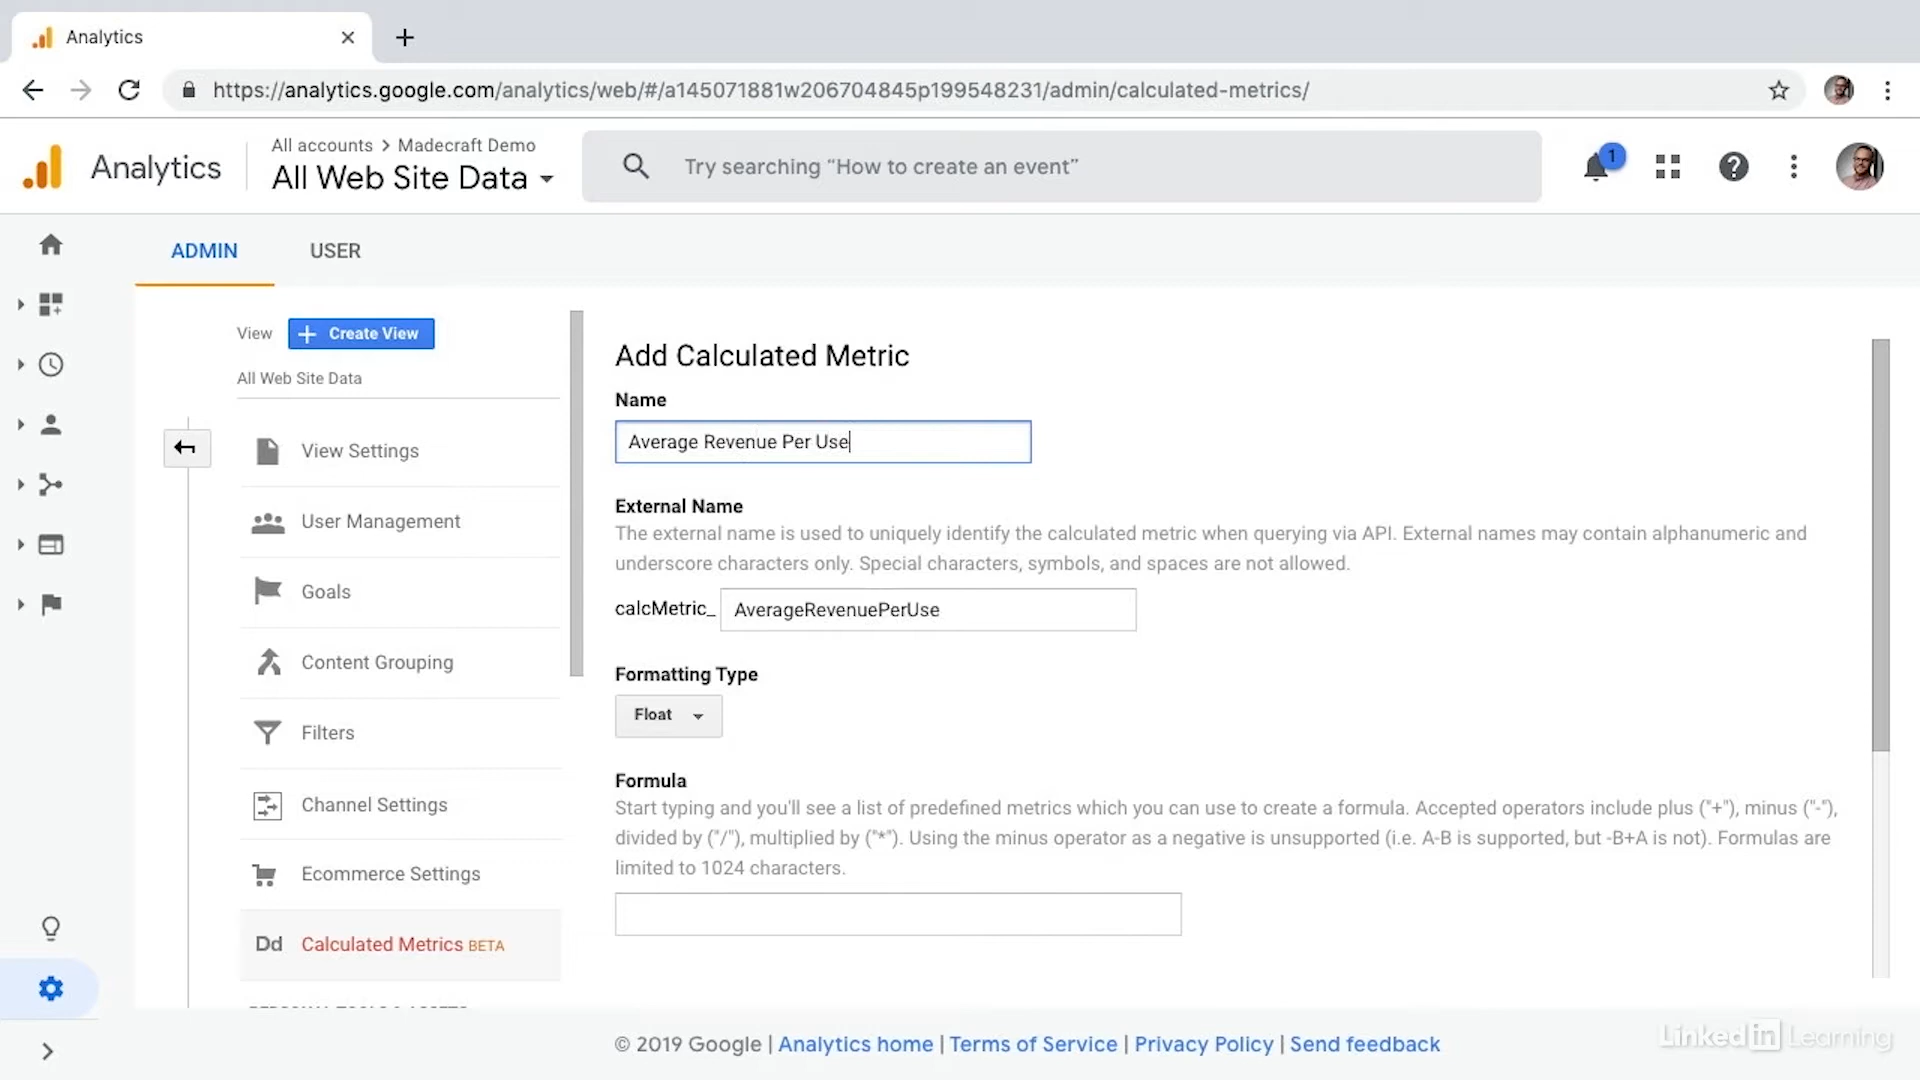 Analytics
https://analytics.google.com/analytics/web/#/a145071881w206704845p199548231/admin/calculated-metrics/
Analytics
All accounts > Madecraft Demo
All Web Site Data
Try searching “How to create an event”
1
ADMIN
USER
View
Create View
All Web Site Data
View Settings
User Management
Goals
Content Grouping
Filters
Channel Settings
Ecommerce Settings
Dd Calculated Metrics BETA
PERSONAL TOOLS & ASSETS
Add Calculated Metric
Name
Average Revenue Per Use
External Name
The external name is used to uniquely identify the calculated metric when querying via API. External names may contain alphanumeric and
underscore characters only. Special characters, symbols, and spaces are not allowed.
calcMetric_ AverageRevenuePerUse
Formatting Type
Float
Formula
Start typing and you'll see a list of predefined metrics which you can use to create a formula. Accepted operators include plus ("+"), minus ("-"),
divided by ("/"), multiplied by ("*"). Using the minus operator as a negative is unsupported (i.e. A-B is supported, but -B+A is not). Formulas are
limited to 1024 characters.
© 2019 Google | Analytics home | Terms of Service | Privacy Policy | Send feedback
Linked in Learning